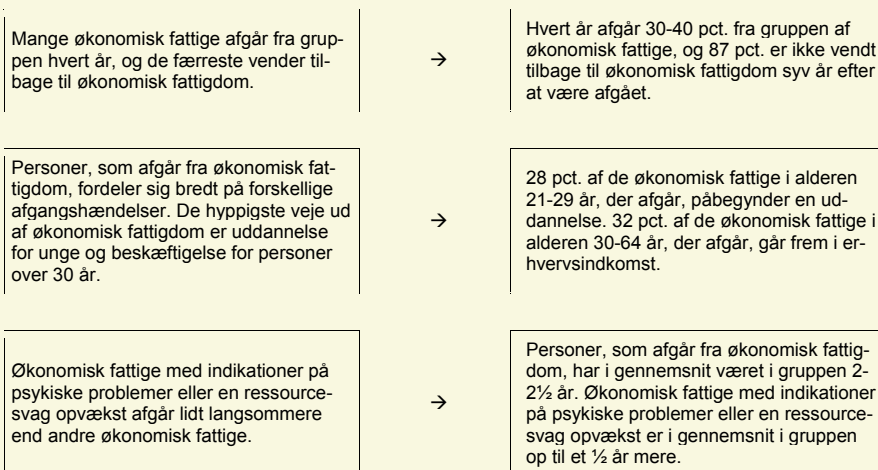 Mange økonomisk fattige afgår fra grup-
pen hvert år, og de færreste vender til-
bage til økonomisk fattigdom.
→
Hvert år afgår 30-40 pct. fra gruppen af
økonomisk fattige, og 87 pct. er ikke vendt
tilbage til økonomisk fattigdom syv år efter
at være afgået.
Personer, som afgår fra økonomisk fat-
tigdom, fordeler sig bredt på forskellige
afgangshændelser. De hyppigste veje ud
af økonomisk fattigdom er uddannelse
for unge og beskæftigelse for personer
over 30 år.
→
28 pct. af de økonomisk fattige i alderen
21-29 år, der afgår, påbegynder en ud-
dannelse. 32 pct. af de økonomisk fattige i
alderen 30-64 år, der afgår, går frem i er-
hvervsindkomst.
Økonomisk fattige med indikationer på
psykiske problemer eller en ressource-
svag opvækst afgår lidt langsommere
end andre økonomisk fattige.
→
Personer, som afgår fra økonomisk fattig-
dom, har i gennemsnit været i gruppen 2-
2½ år. Økonomisk fattige med indikationer
på psykiske problemer eller en ressource-
svag opvækst er i gennemsnit i gruppen
op til et ½ år mere.